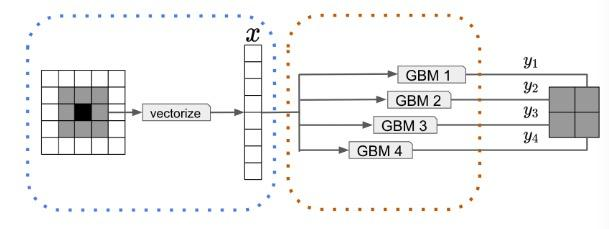 x
vectorize
GBM 1
GBM 2
GBM 3
GBM 4
y₁
y₂
y₃
y₄